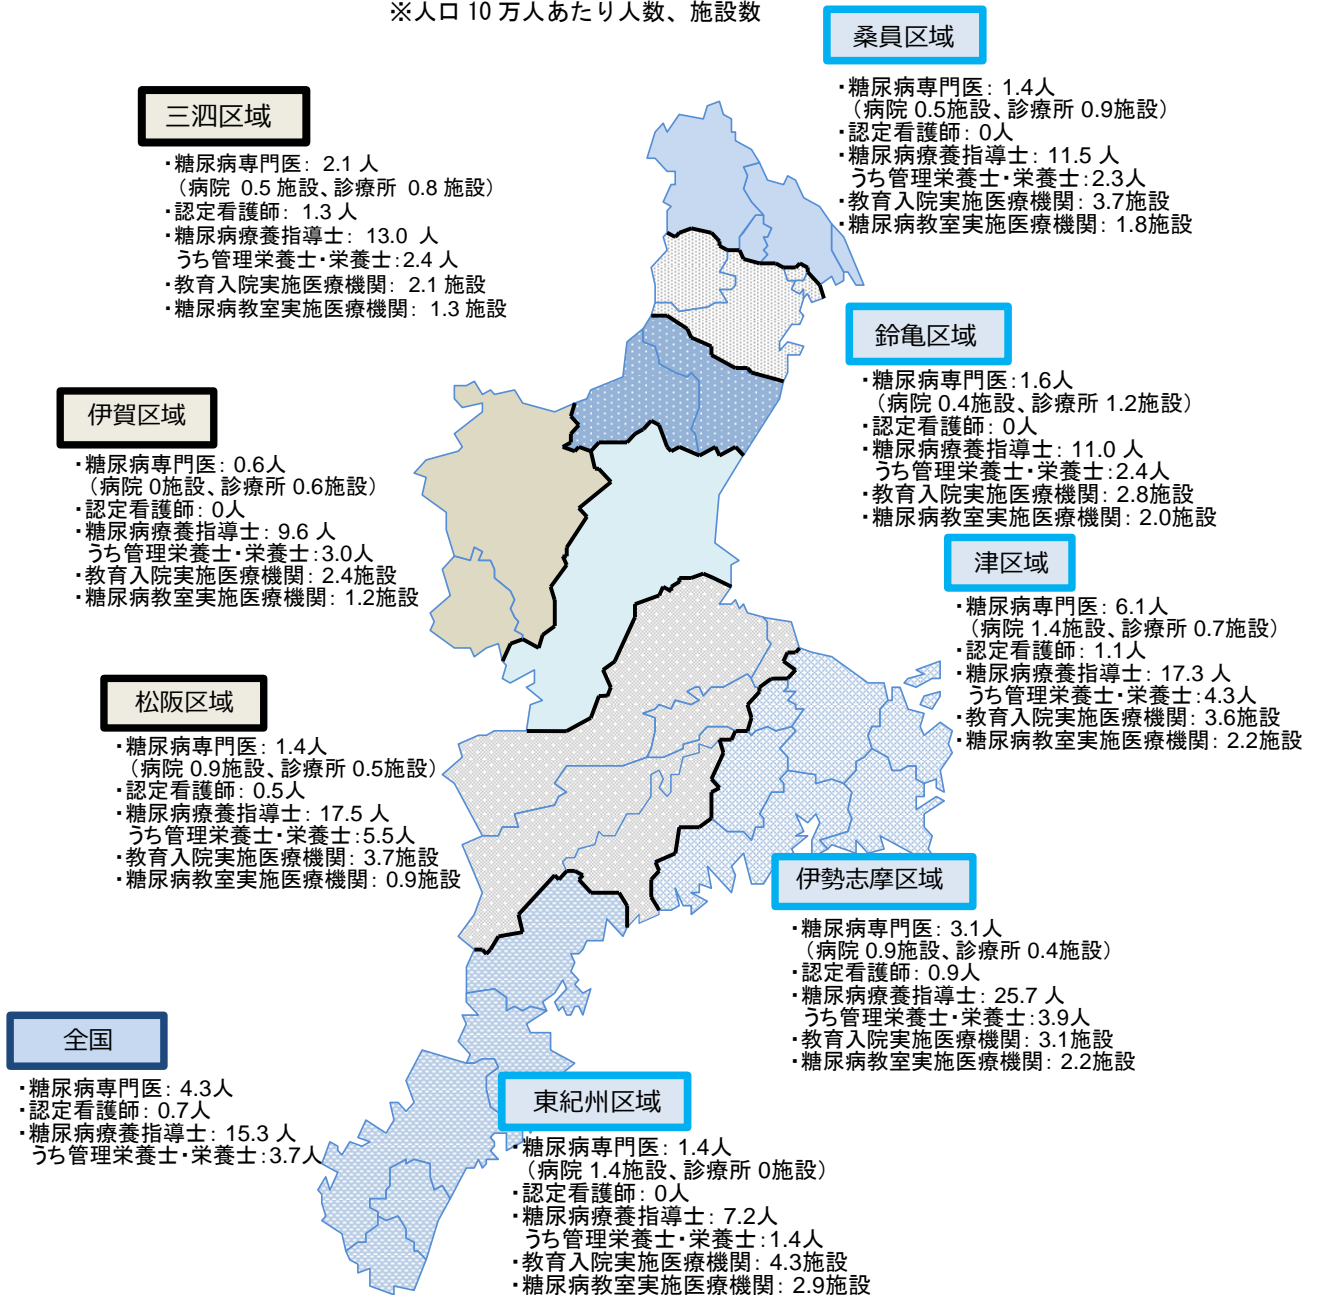 ※人口 10 万人あたり人数、施設数
桑員区域
・糖尿病専門医：1.4人
（病院 0.5施設、診療所 0.9施設）
・認定看護師：0人
・糖尿病療養指導士：11.5 人
うち管理栄養士・栄養士：2.3人
・教育入院実施医療機関：3.7施設
・糖尿病教室実施医療機関：1.8施設
三泗区域
・糖尿病専門医： 2.1 人
（病院 0.5 施設、診療所 0.8 施設）
・認定看護師： 1.3 人
・糖尿病療養指導士： 13.0 人
うち管理栄養士・栄養士：2.4 人
・教育入院実施医療機関： 2.1 施設
・糖尿病教室実施医療機関： 1.3 施設
鈴亀区域
・糖尿病専門医：1.6人
（病院 0.4施設、診療所 1.2施設）
・認定看護師：0人
・糖尿病療養指導士：11.0 人
うち管理栄養士・栄養士：2.4人
・教育入院実施医療機関：2.8施設
・糖尿病教室実施医療機関：2.0施設
伊賀区域
・糖尿病専門医：0.6人
（病院 0施設、診療所 0.6施設）
・認定看護師：0人
・糖尿病療養指導士：9.6 人
うち管理栄養士・栄養士：3.0人
・教育入院実施医療機関：2.4施設
・糖尿病教室実施医療機関：1.2施設
津区域
・糖尿病専門医：6.1人
（病院 1.4施設、診療所 0.7施設）
・認定看護師：1.1人
・糖尿病療養指導士：17.3 人
うち管理栄養士・栄養士：4.3人
・教育入院実施医療機関：3.6施設
・糖尿病教室実施医療機関：2.2施設
松阪区域
・糖尿病専門医：1.4人
（病院 0.9施設、診療所 0.5施設）
・認定看護師：0.5人
・糖尿病療養指導士：17.5 人
うち管理栄養士・栄養士：5.5人
・教育入院実施医療機関：3.7施設
・糖尿病教室実施医療機関：0.9施設
伊勢志摩区域
・糖尿病専門医：3.1人
（病院 0.9施設、診療所 0.4施設）
・認定看護師：0.9人
・糖尿病療養指導士：25.7 人
うち管理栄養士・栄養士：3.9人
・教育入院実施医療機関：3.1施設
・糖尿病教室実施医療機関：2.2施設
全国
・糖尿病専門医：4.3人
・認定看護師：0.7人
・糖尿病療養指導士：15.3 人
うち管理栄養士・栄養士：3.7人
東紀州区域
・糖尿病専門医：1.4人
（病院 1.4施設、診療所 0施設）
・認定看護師：0人
・糖尿病療養指導士：7.2人
うち管理栄養士・栄養士：1.4人
・教育入院実施医療機関：4.3施設
・糖尿病教室実施医療機関：2.9施設